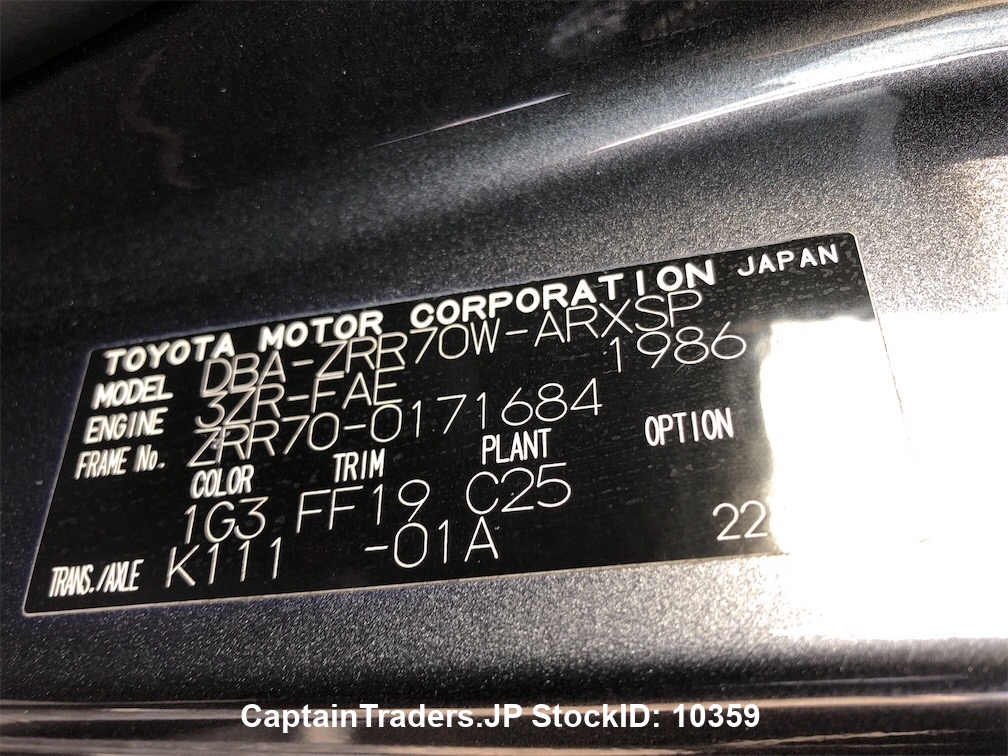 TOYOTA MOTOR CORPORATION JAPAN
MODEL DBA-ZRR70W-ARXSP
ENGINE 3ZR-FAE 1986
FRAME No. ZRR70-0171684
COLOR TRIM PLANT OPTION
1G3 FF19 C25
TRANS./AXLE K111 -01A 22
CaptainTraders.JP StockID: 10359